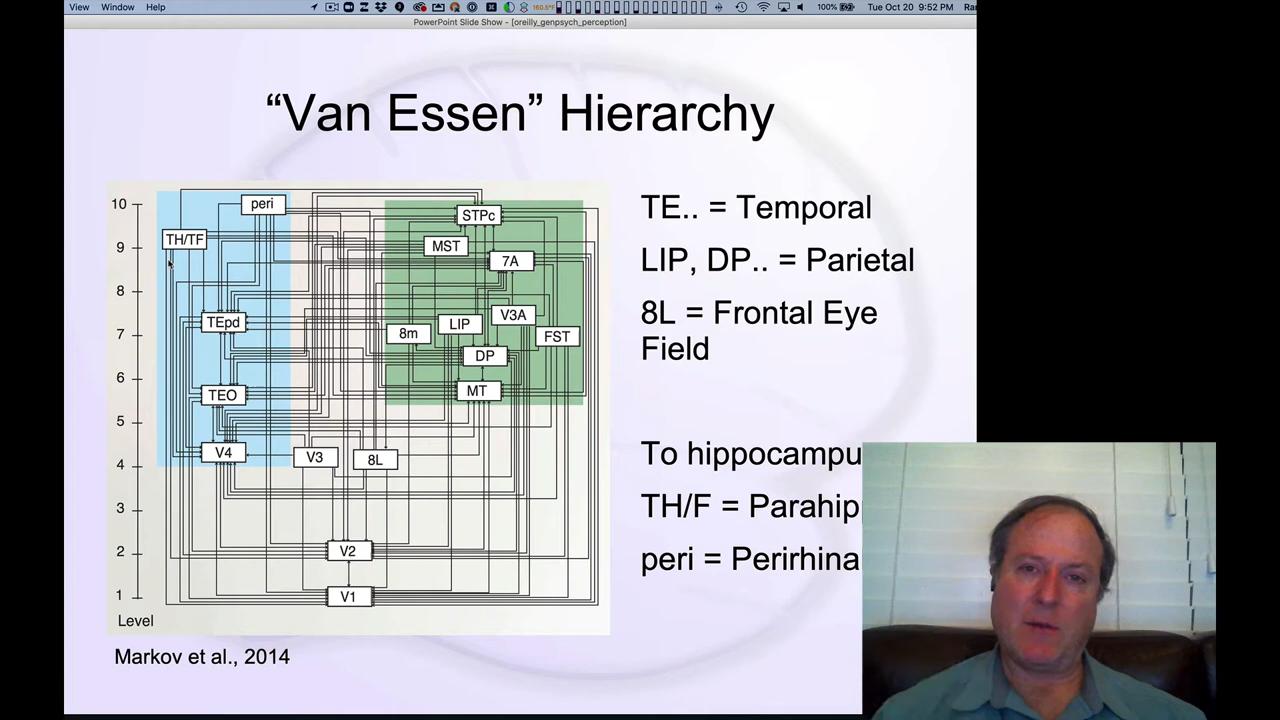 View Window Help
160.5°F
100%
Tue Oct 20 9:52 PM
PowerPoint Slide Show - [oreilly_genpsych_perception]
“Van Essen” Hierarchy
10
peri
STPc
TH/TF
9
MST
7A
8
TEpd
7
8m
LIP
V3A
FST
DP
6
TEO
MT
5
V4
V3
8L
4
3
2
V2
1
V1
Level
Markov et al., 2014
TE.. = Temporal
LIP, DP.. = Parietal
8L = Frontal Eye
Field
To hippocampu
TH/F = Parahip
peri = Perirhina